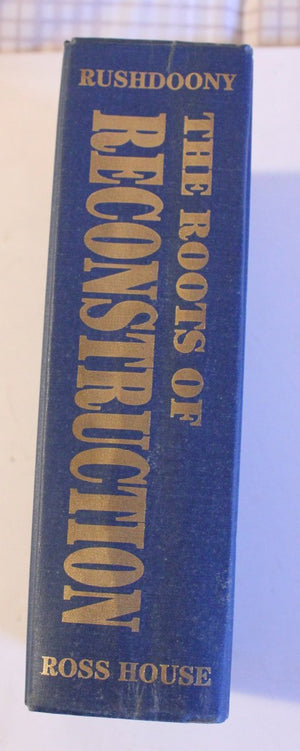 RUSHDOONY
THE ROOTS OF
RECONSTRUCTION
ROSS HOUSE